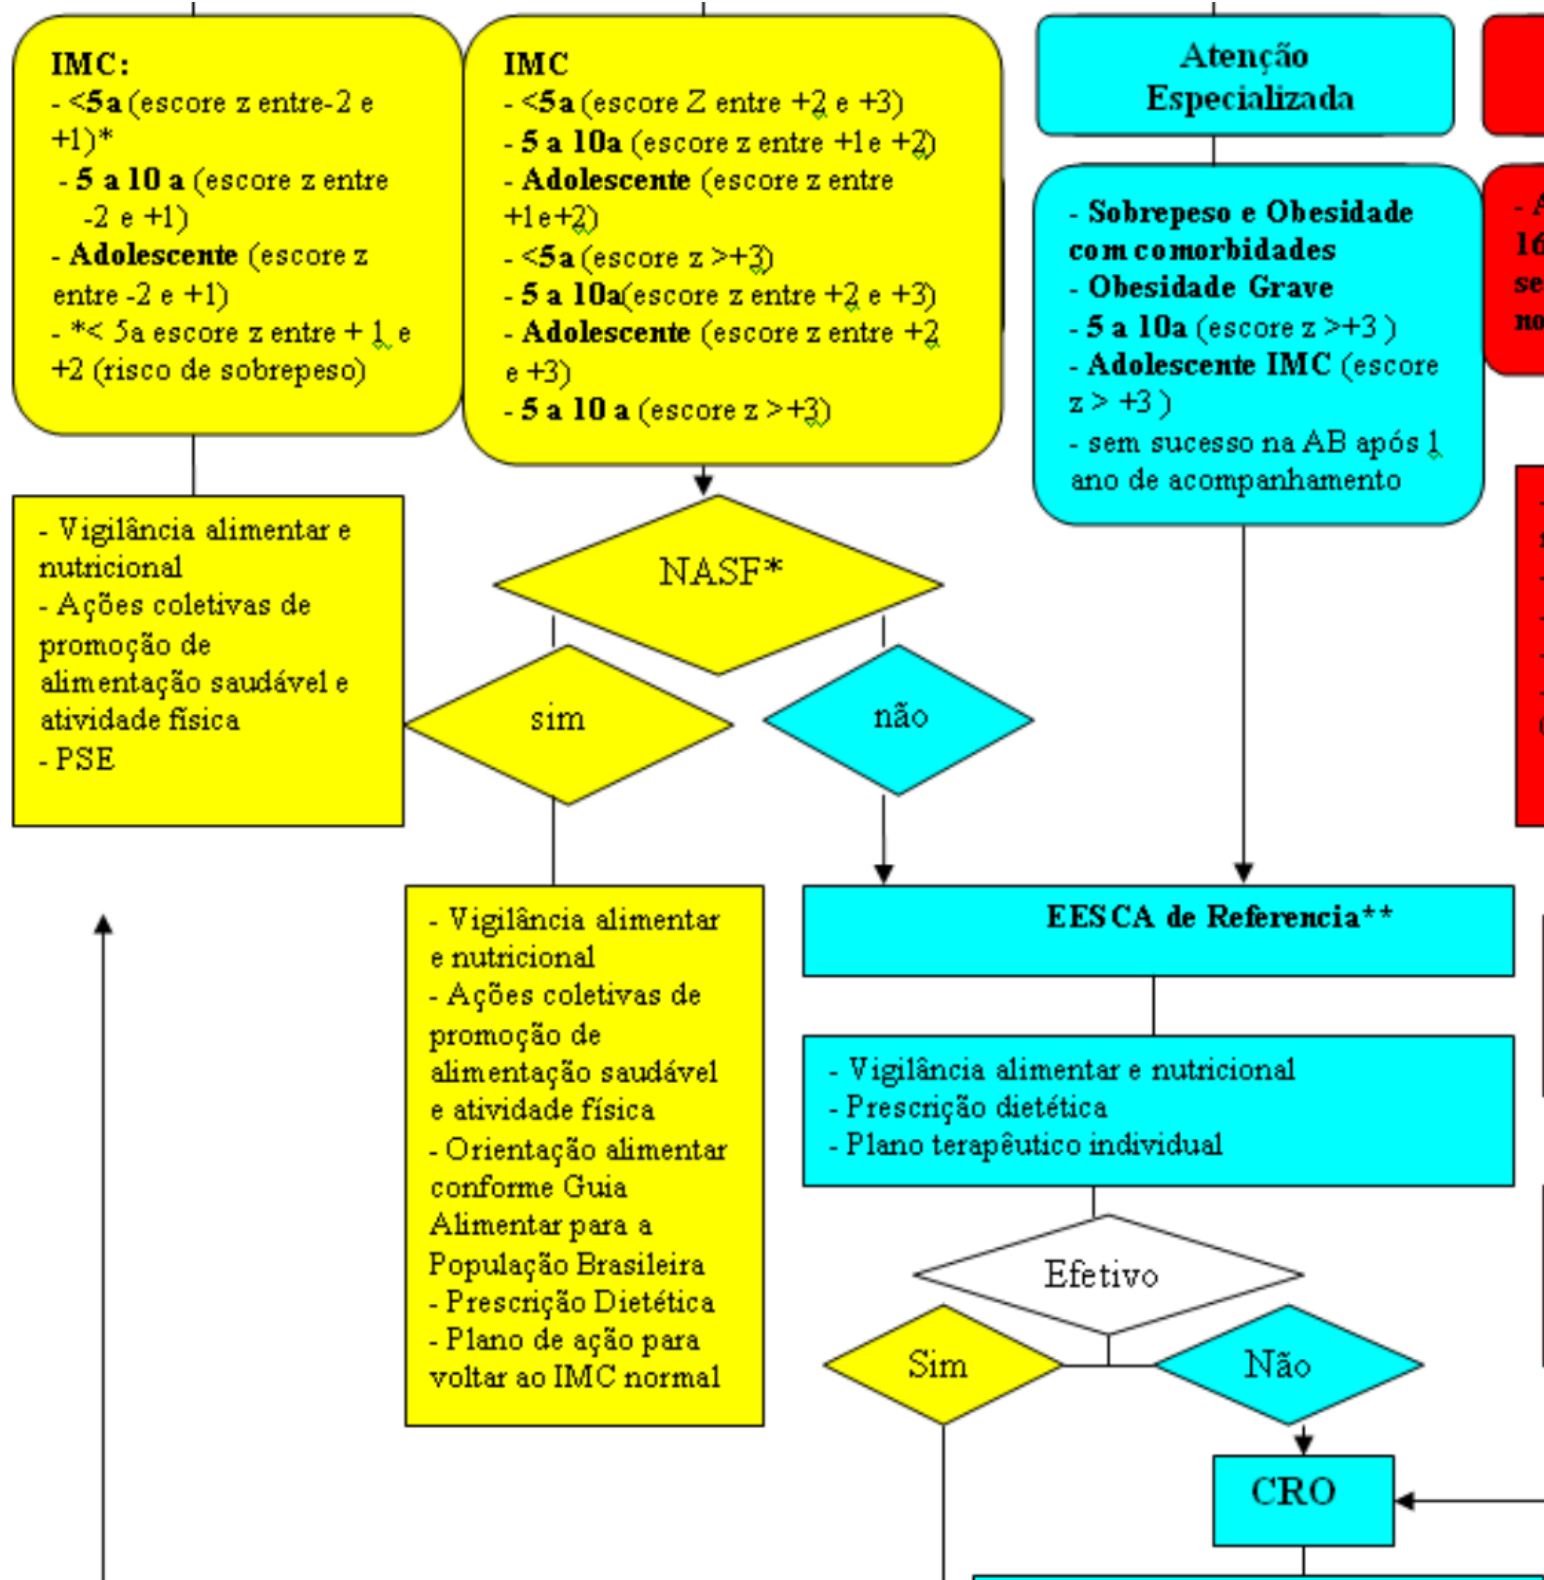 IMC:
- <5a (escore z entre-2 e
+1)*
- 5 a 10 a (escore z entre
-2 e +1)
- Adolescente (escore z
entre -2 e +1)
- *< 5a escore z entre + 1 e
+2 (risco de sobrepeso)
IMC
- <5a (escore Z entre +2 e +3)
- 5 a 10a (escore z entre +1e +2)
- Adolescente (escore z entre
+1e+2)
- <5a (escore z >+3)
- 5 a 10a(escore z entre +2 e +3)
- Adolescente (escore z entre +2
e +3)
- 5 a 10 a (escore z >+3)
Atenção
Especializada
- Sobrepeso e Obesidade
com comorbidades
- Obesidade Grave
- 5 a 10a (escore z >+3 )
- Adolescente IMC (escore
z > +3 )
- sem sucesso na AB após 1
ano de acompanhamento
- A
16
se
no
- Vigilância alimentar e
nutricional
- Ações coletivas de
promoção de
alimentação saudável e
atividade física
- PSE
NASF*
sim
não
- Vigilância alimentar
e nutricional
- Ações coletivas de
promoção de
alimentação saudável
e atividade física
- Orientação alimentar
conforme Guia
Alimentar para a
População Brasileira
- Prescrição Dietética
- Plano de ação para
voltar ao IMC normal
EESCA de Referencia**
- Vigilância alimentar e nutricional
- Prescrição dietética
- Plano terapêutico individual
Efetivo
Sim
Não
CRO